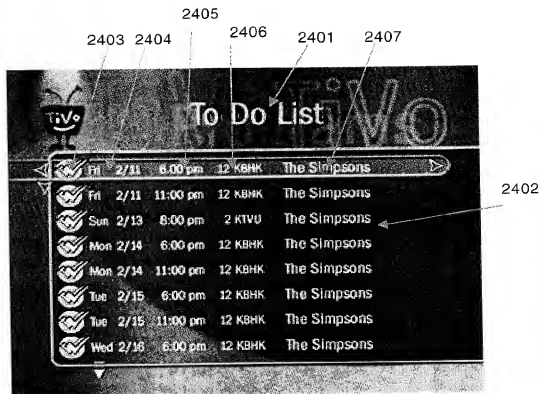 2405
2403 2404 2406 2401 2407
TiVo To Do List TiVo
Fri 2/11 6:00 pm 12 KBHK The Simpsons
Fri 2/11 11:00 pm 12 KBHK The Simpsons
2402
Sun 2/13 8:00 pm 2 KTVU The Simpsons
Mon 2/14 6:00 pm 12 KBHK The Simpsons
Mon 2/14 11:00 pm 12 KBHK The Simpsons
Tue 2/15 6:00 pm 12 KBHK The Simpsons
Tue 2/15 11:00 pm 12 KBHK The Simpsons
Wed 2/16 6:00 pm 12 KBHK The Simpsons